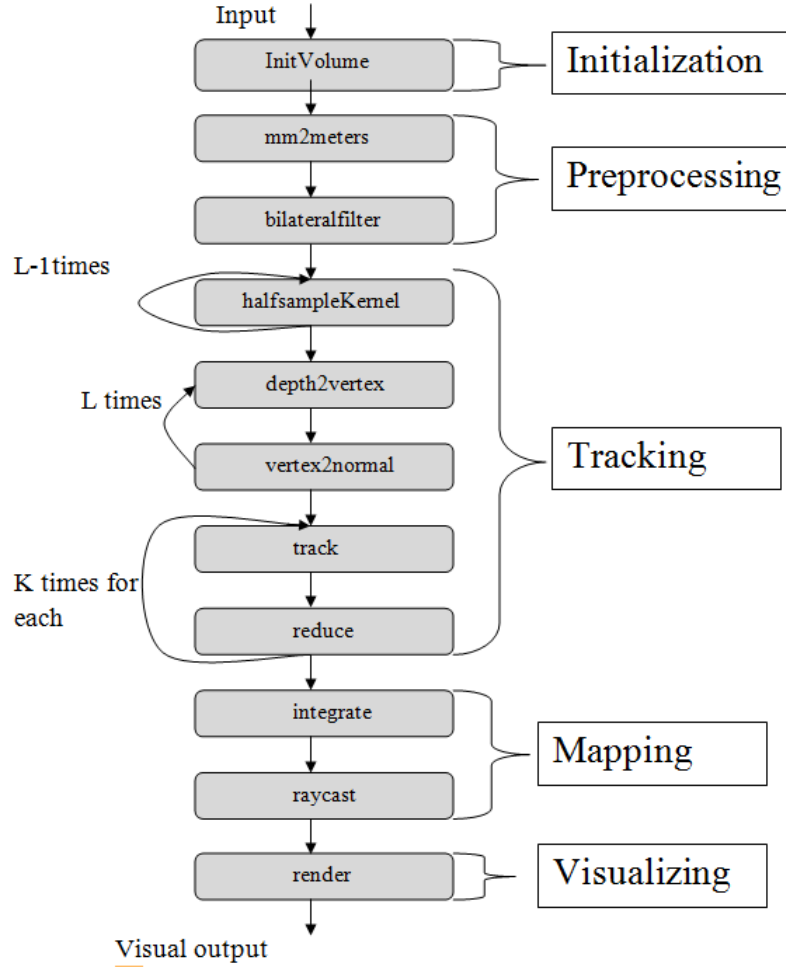 Input
InitVolume
Initialization
mm2meters
Preprocessing
bilateralfilter
L-1times
halfsampleKernel
depth2vertex
L times
vertex2normal
Tracking
track
K times for
each
reduce
integrate
Mapping
raycast
render
Visualizing
Visual output